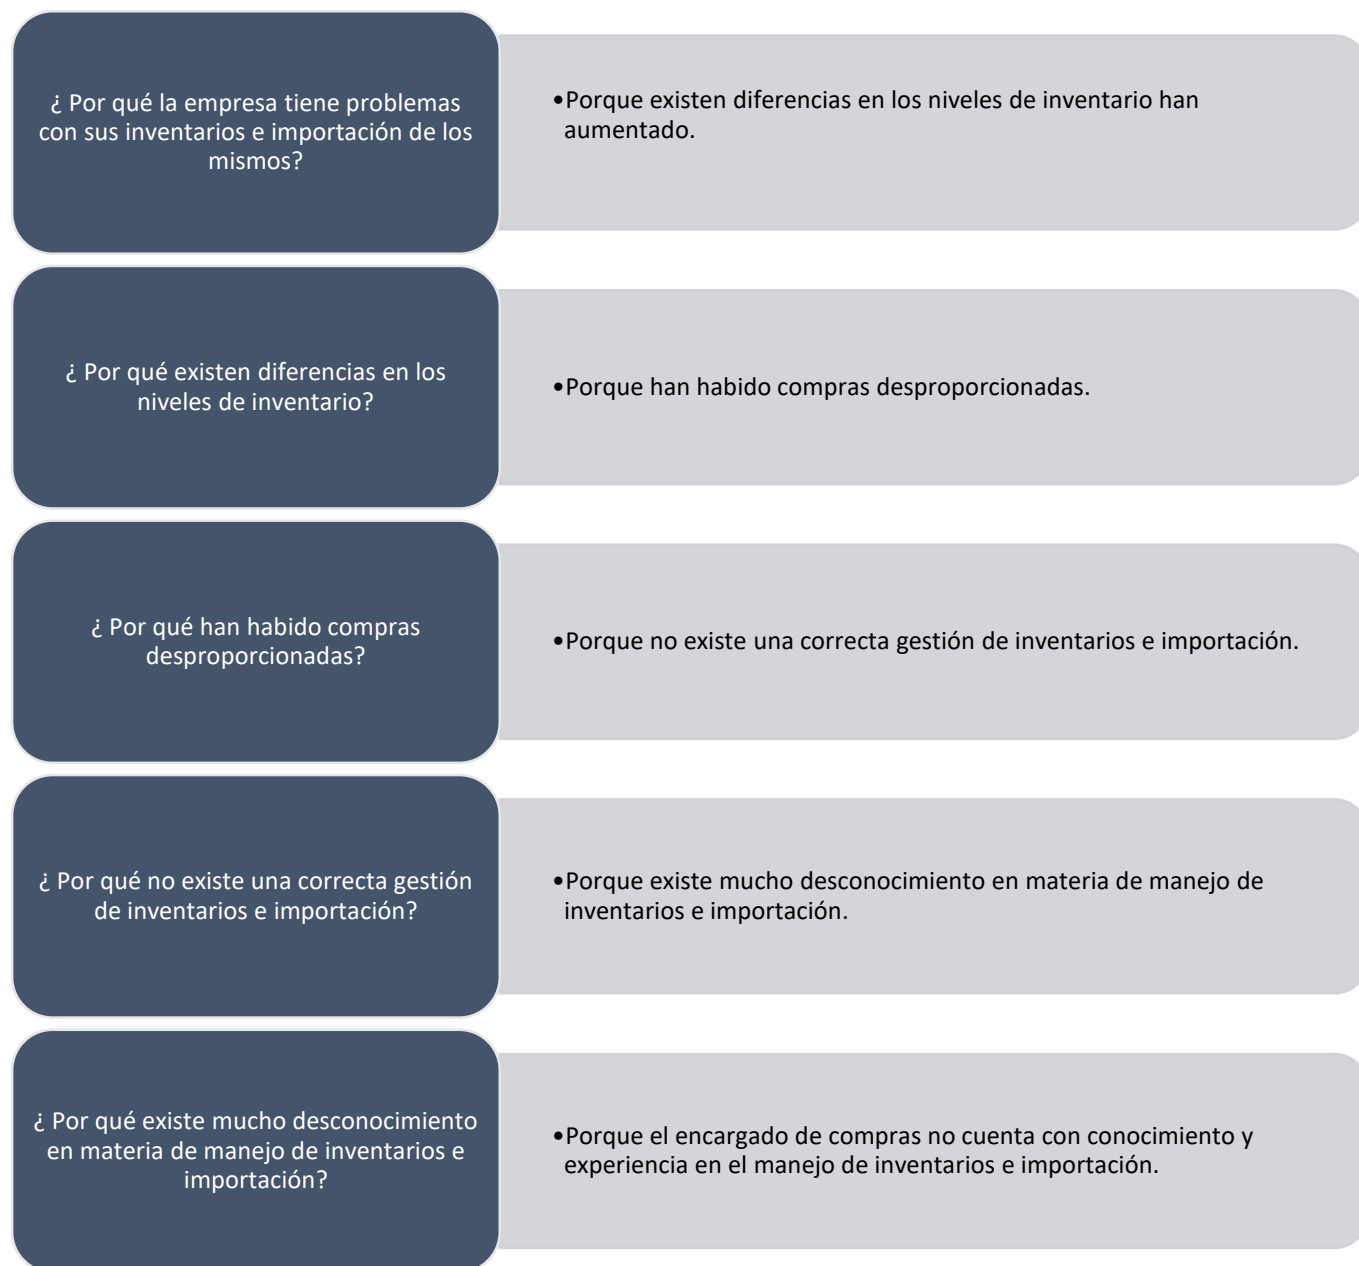 ¿ Por qué la empresa tiene problemas
con sus inventarios e importación de los
mismos?
•Porque existen diferencias en los niveles de inventario han
aumentado.
¿ Por qué existen diferencias en los
niveles de inventario?
•Porque han habido compras desproporcionadas.
¿ Por qué han habido compras
desproporcionadas?
•Porque no existe una correcta gestión de inventarios e importación.
¿ Por qué no existe una correcta gestión
de inventarios e importación?
•Porque existe mucho desconocimiento en materia de manejo de
inventarios e importación.
¿ Por qué existe mucho desconocimiento
en materia de manejo de inventarios e
importación?
•Porque el encargado de compras no cuenta con conocimiento y
experiencia en el manejo de inventarios e importación.